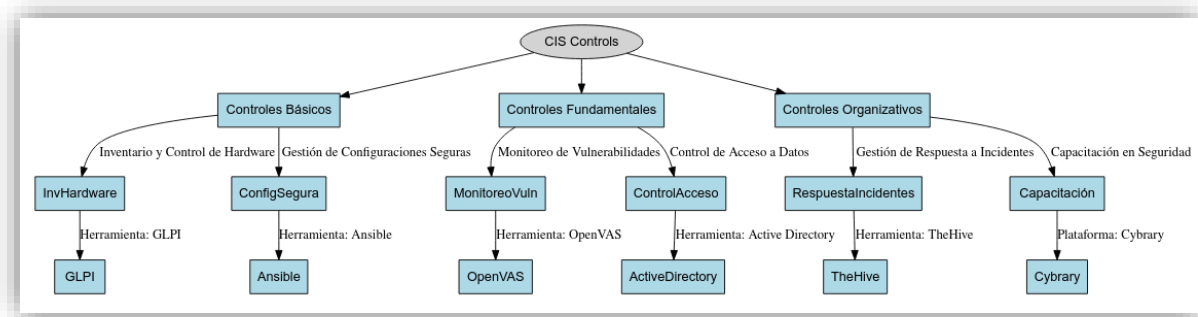 CIS Controls
Controles Básicos
Controles Fundamentales
Controles Organizativos
Inventario y Control de Hardware
Gestión de Configuraciones Seguras
Monitoreo de Vulnerabilidades
Control de Acceso a Datos
Gestión de Respuesta a Incidentes
Capacitación en Seguridad
InvHardware
ConfigSegura
MonitoreoVuln
ControlAcceso
RespuestaIncidentes
Capacitación
Herramienta: GLPI
Herramienta: Ansible
Herramienta: OpenVAS
Herramienta: Active Directory
Herramienta: TheHive
Plataforma: Cybrary
GLPI
Ansible
OpenVAS
ActiveDirectory
TheHive
Cybrary